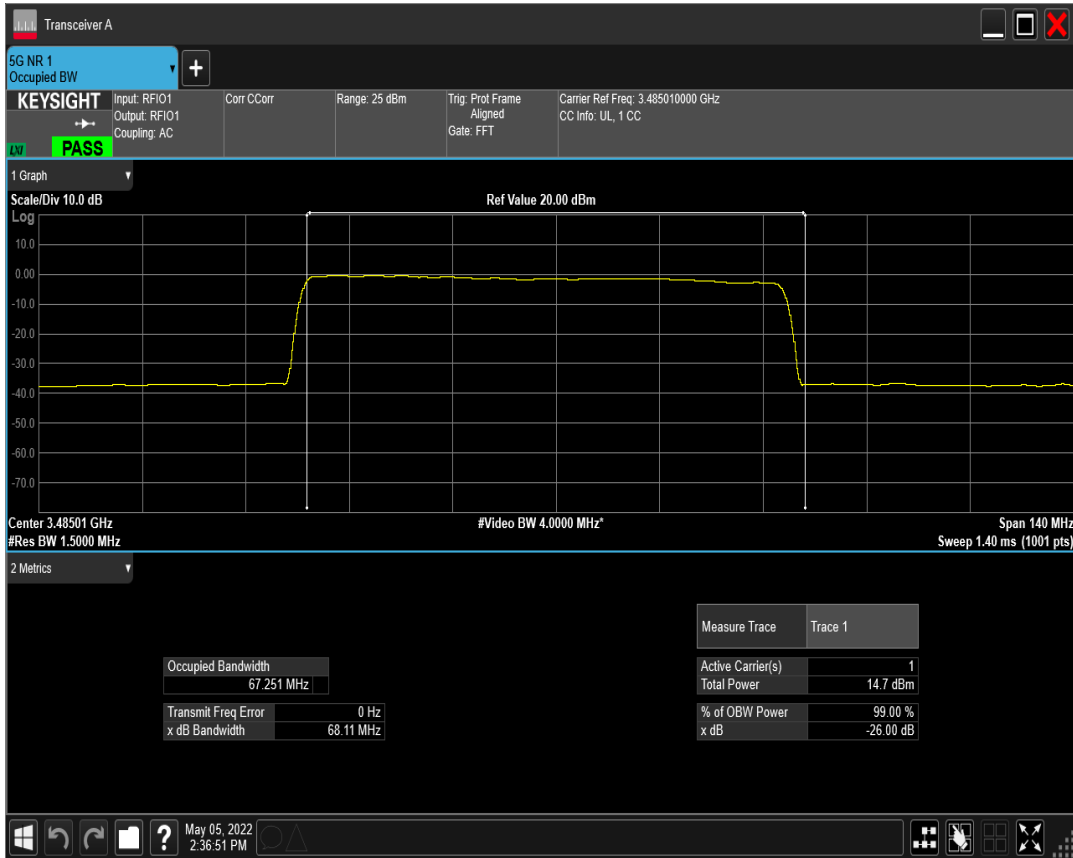 Transceiver A
5G NR 1
Occupied BW
+
KEYSIGHT
LXI
PASS
Input: RFIO1
Output: RFIO1
Coupling: AC
Corr CCorr
Range: 25 dBm
Trig: Prot Frame
Aligned
Gate: FFT
Carrier Ref Freq: 3.485010000 GHz
CC Info: UL, 1 CC
1 Graph
Scale/Div 10.0 dB
Ref Value 20.00 dBm
Log
10.0
0.00
-10.0
-20.0
-30.0
-40.0
-50.0
-60.0
-70.0
Center 3.48501 GHz
#Video BW 4.0000 MHz*
Span 140 MHz
#Res BW 1.5000 MHz
Sweep 1.40 ms (1001 pts)
2 Metrics
Measure Trace Trace 1
Occupied Bandwidth
67.251 MHz
Active Carrier(s) 1
Total Power 14.7 dBm
Transmit Freq Error 0 Hz
x dB Bandwidth 68.11 MHz
% of OBW Power 99.00 %
x dB -26.00 dB
?
May 05, 2022
2:36:51 PM